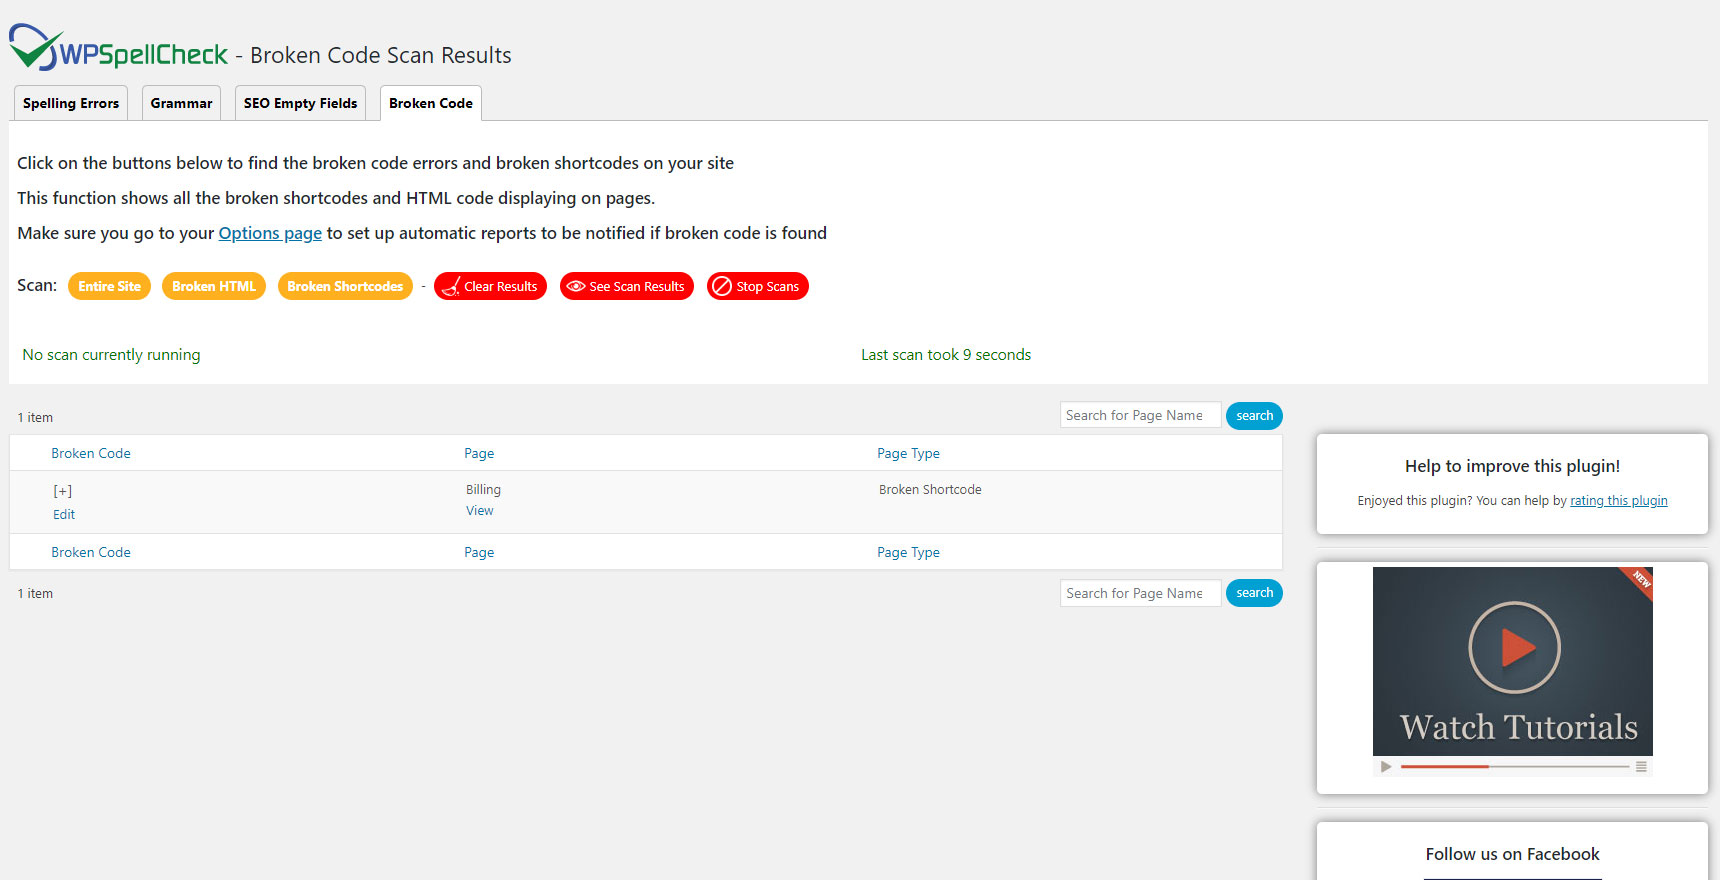 WPSpellCheck - Broken Code Scan Results
Spelling Errors Grammar SEO Empty Fields Broken Code
Click on the buttons below to find the broken code errors and broken shortcodes on your site
This function shows all the broken shortcodes and HTML code displaying on pages.
Make sure you go to your Options page to set up automatic reports to be notified if broken code is found
Scan: Entire Site Broken HTML Broken Shortcodes - Clear Results See Scan Results Stop Scans
No scan currently running Last scan took 9 seconds
1 item Search for Page Name search
Broken Code Page Page Type
[+] Billing Broken Shortcode
Edit View
Broken Code Page Page Type
1 item Search for Page Name search
Help to improve this plugin!
Enjoyed this plugin? You can help by rating this plugin
NEW
Watch Tutorials
Follow us on Facebook